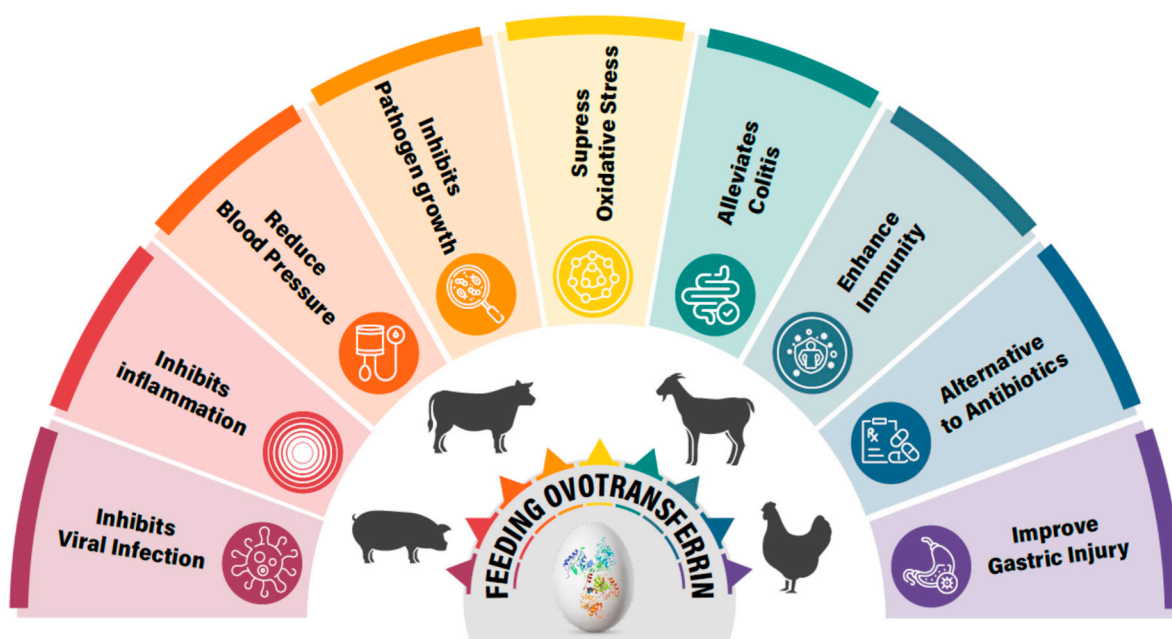 Inhibits
Viral Infection
Inhibits
inflammation
Reduce
Blood Pressure
Inhibits
Pathogen growth
Supress
Oxidative Stress
Alleviates
Colitis
Enhance
Immunity
Alternative
to Antibiotics
Improve
Gastric Injury
FEEDING OVOTRANSFERRIN
Rx